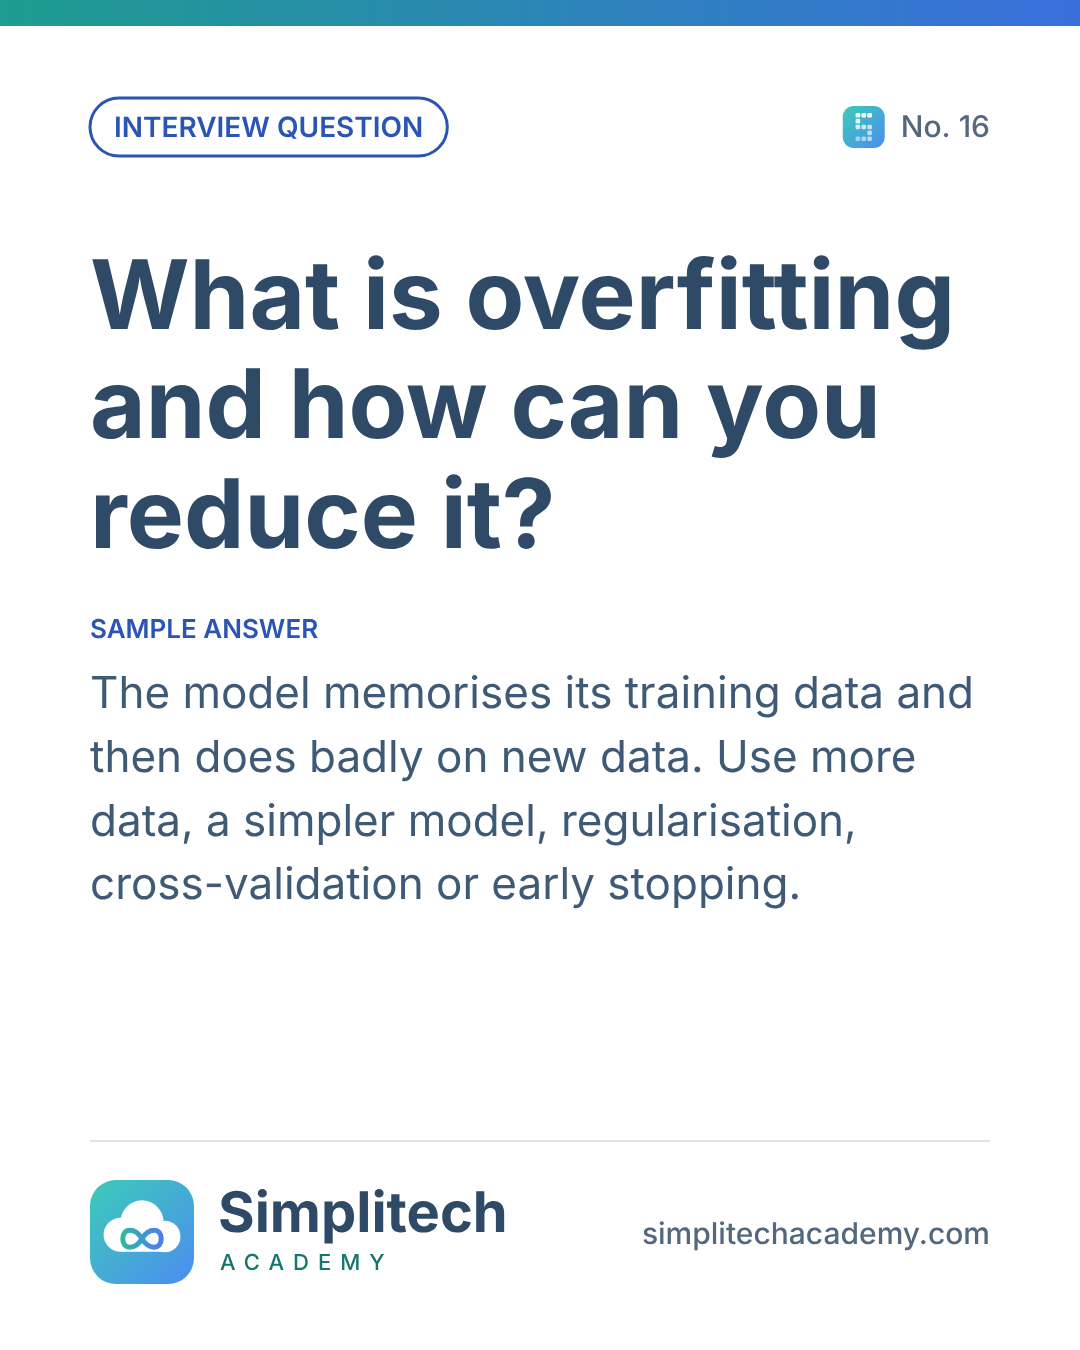 INTERVIEW QUESTION
No. 16
What is overfitting
and how can you
reduce it?
SAMPLE ANSWER
The model memorises its training data and
then does badly on new data. Use more
data, a simpler model, regularisation,
cross-validation or early stopping.
Simplitech
ACADEMY
simplitechacademy.com